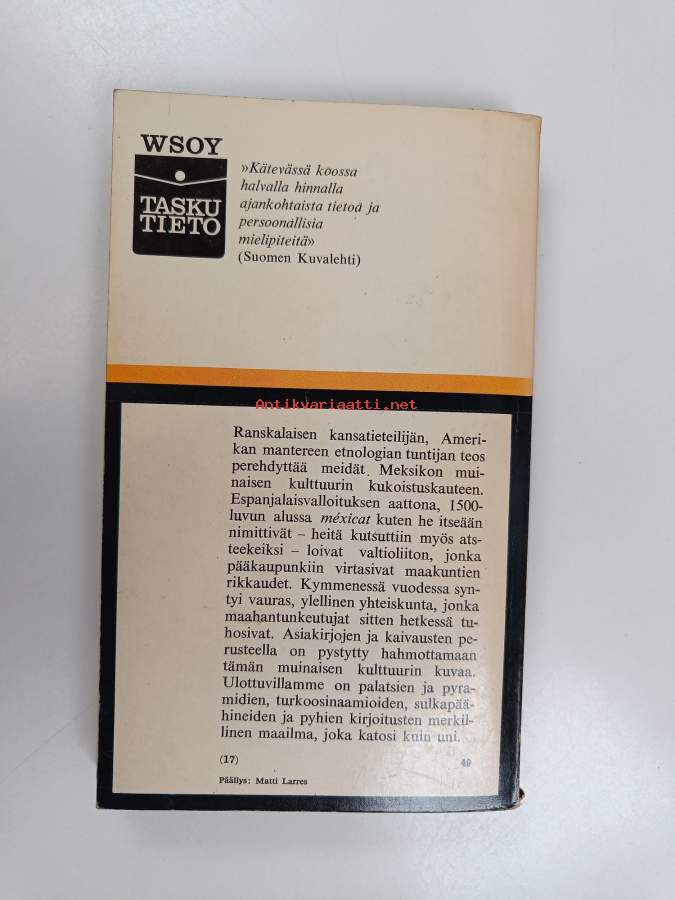 WSOY
TASKU
TIETO
»Kätevässä koossa
halvalla hinnalla
ajankohtaista tietoa ja
persoonallisia
mielipiteitä»
(Suomen Kuvalehti)
Antikvariaatti.net
Ranskalaisen kansatieteilijän, Ameri-
kan mantereen etnologian tuntijan teos
perehdyttää meidät Meksikon mui-
naisen kulttuurin kukoistuskauteen.
Espanjalaisvalloituksen aattona, 1500-
luvun alussa méxicat kuten he itseään
nimittivät – heitä kutsuttiin myös ats-
teekeiksi – loivat valtioliiton, jonka
pääkaupunkiin virtasivat maakuntien
rikkaudet. Kymmenessä vuodessa syn-
tyi vauras, ylellinen yhteiskunta, jonka
maahantunkeutujat sitten hetkessä tu-
hosivat. Asiakirjojen ja kaivausten pe-
rusteella on pystytty hahmottamaan
tämän muinaisen kulttuurin kuvaa.
Ulottuvillamme on palatsien ja pyra-
midien, turkoosinaamioiden, sulkapää-
hineiden ja pyhien kirjoitusten merkil-
linen maailma, joka katosi kuin uni.
(17) 40
Päällys: Matti Larres